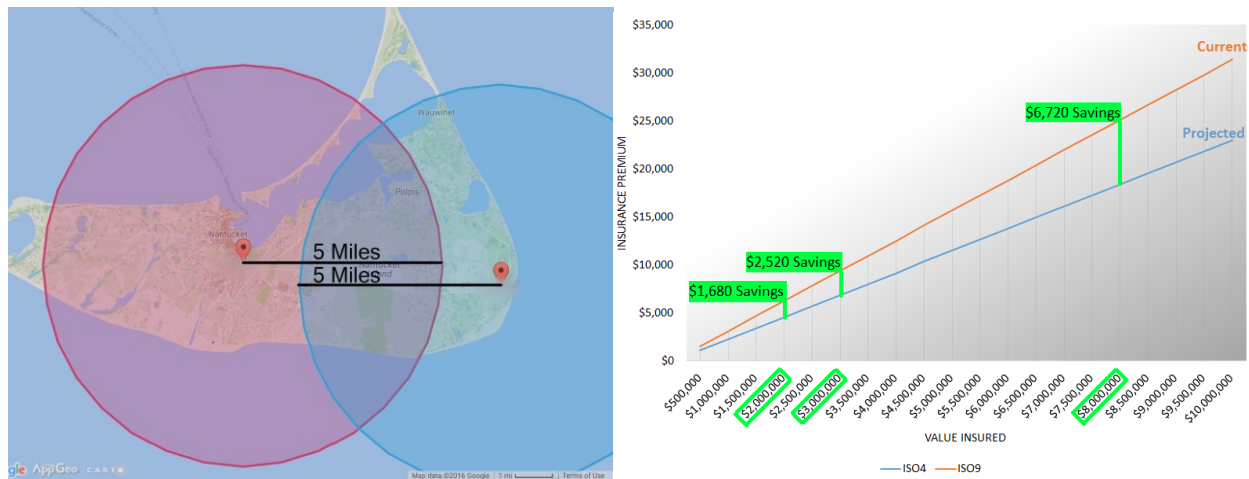 Wauwinet
Polpis
Nantucket
5 Miles
5 Miles
Nantucket
gle AppGeo CARTO
Map data ©2016 Google
1 mi
Terms of Use
$35,000
$30,000
$25,000
$20,000
$15,000
$10,000
$5,000
$0
INSURANCE PREMIUM
Current
Projected
$6,720 Savings
$2,520 Savings
$1,680 Savings
$500,000
$1,000,000
$1,500,000
$2,000,000
$2,500,000
$3,000,000
$3,500,000
$4,000,000
$4,500,000
$5,000,000
$5,500,000
$6,000,000
$6,500,000
$7,000,000
$7,500,000
$8,000,000
$8,500,000
$9,000,000
$9,500,000
$10,000,000
VALUE INSURED
ISO4
ISO9